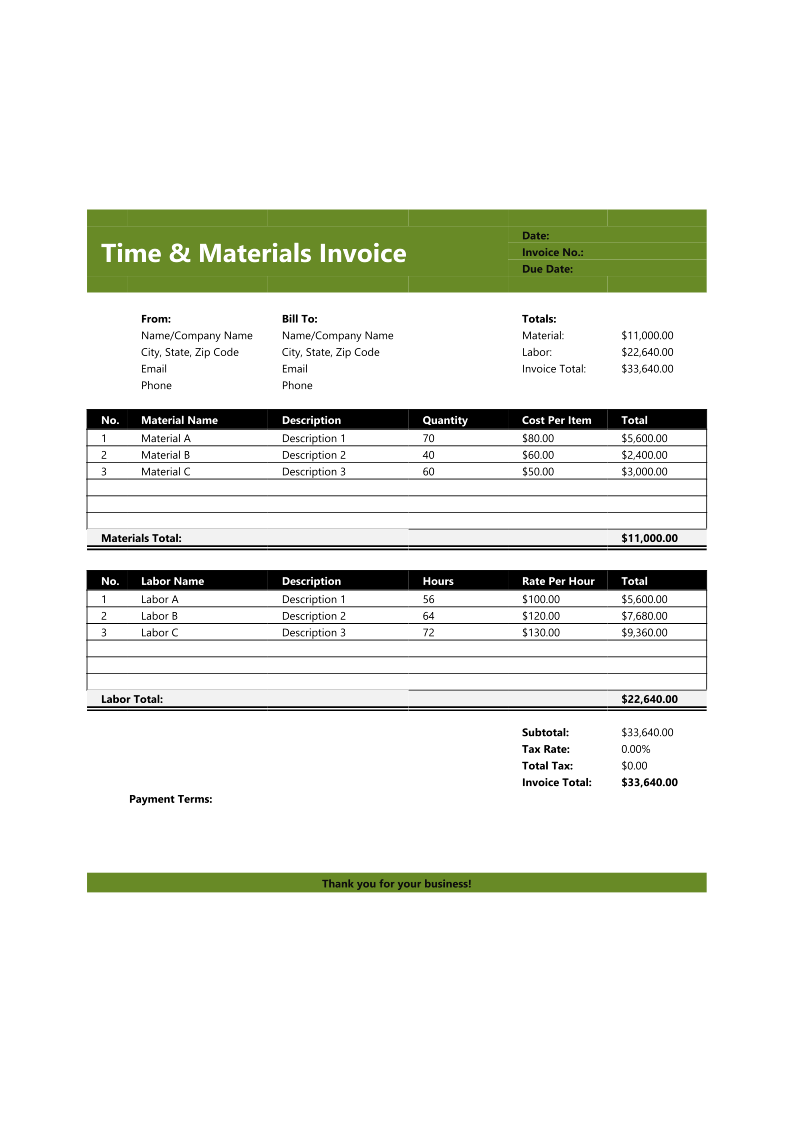 Time & Materials Invoice
Date:
Invoice No.:
Due Date:
From: Bill To: Totals:
Name/Company Name Name/Company Name Material: $11,000.00
City, State, Zip Code City, State, Zip Code Labor: $22,640.00
Email Email Invoice Total: $33,640.00
Phone Phone
No. Material Name Description Quantity Cost Per Item Total
1 Material A Description 1 70 $80.00 $5,600.00
2 Material B Description 2 40 $60.00 $2,400.00
3 Material C Description 3 60 $50.00 $3,000.00
Materials Total: $11,000.00
No. Labor Name Description Hours Rate Per Hour Total
1 Labor A Description 1 56 $100.00 $5,600.00
2 Labor B Description 2 64 $120.00 $7,680.00
3 Labor C Description 3 72 $130.00 $9,360.00
Labor Total: $22,640.00
Subtotal: $33,640.00
Tax Rate: 0.00%
Total Tax: $0.00
Invoice Total: $33,640.00
Payment Terms:
Thank you for your business!